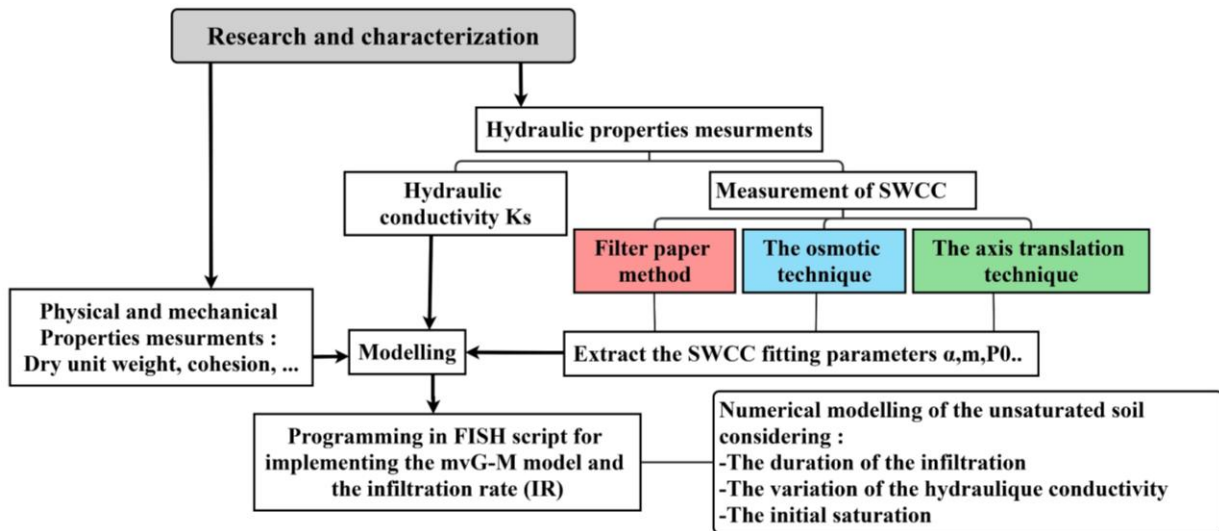 Research and characterization
Hydraulic properties mesurments
Hydraulic
conductivity Ks
Measurement of SWCC
Filter paper
method
The osmotic
technique
The axis translation
technique
Physical and mechanical
Properties mesurments :
Dry unit weight, cohesion, ...
Modelling
Extract the SWCC fitting parameters α,m,P0..
Programming in FISH script for
implementing the mvG-M model and
the infiltration rate (IR)
Numerical modelling of the unsaturated soil
considering :
-The duration of the infiltration
-The variation of the hydraulique conductivity
-The initial saturation